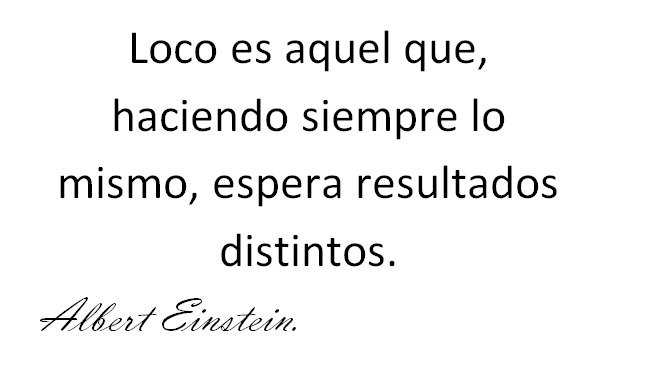 Loco es aquel que,
haciendo siempre lo
mismo, espera resultados
distintos.
Albert Einstein.